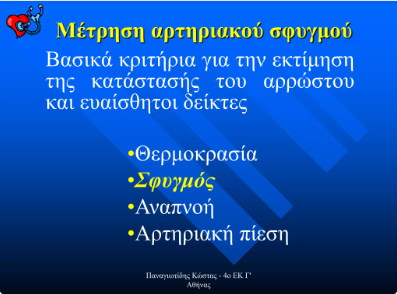 Μέτρηση αρτηριακού σφυγμού
Βασικά κριτήρια για την εκτίμηση
της κατάστασής του αρρώστου
και ευαίσθητοι δείκτες
•Θερμοκρασία
•Σφυγμός
•Αναπνοή
•Αρτηριακή πίεση
Παναγιωτίδης Κώστας - 4ο ΕΚ Γ'
Αθήνας